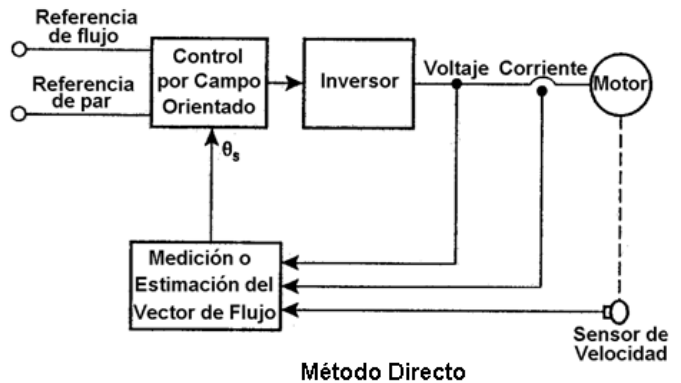 Referencia
de flujo
Referencia
de par
Control
por Campo
Orientado
Inversor
Voltaje
Corriente
Motor
θs
Medición o
Estimación del
Vector de Flujo
Sensor de
Velocidad
Método Directo